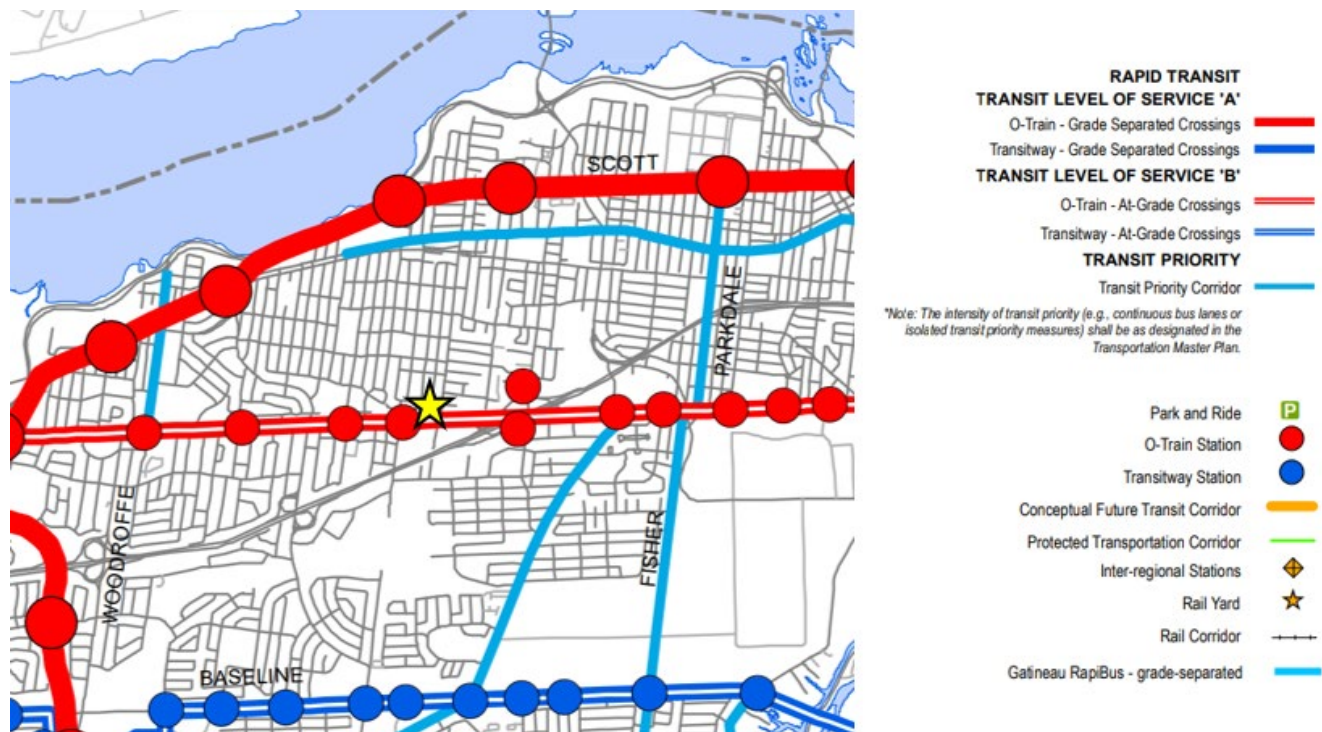 SCOTT
PARKDALE
WOODROFFE
FISHER
BASELINE
RAPID TRANSIT
TRANSIT LEVEL OF SERVICE 'A'
O-Train - Grade Separated Crossings
Transitway - Grade Separated Crossings
TRANSIT LEVEL OF SERVICE 'B'
O-Train - At-Grade Crossings
Transitway - At-Grade Crossings
TRANSIT PRIORITY
Transit Priority Corridor
*Note: The intensity of transit priority (e.g., continuous bus lanes or
isolated transit priority measures) shall be as designated in the
Transportation Master Plan.
Park and Ride P
O-Train Station
Transitway Station
Conceptual Future Transit Corridor
Protected Transportation Corridor
Inter-regional Stations
Rail Yard
Rail Corridor
Gatineau RapiBus - grade-separated